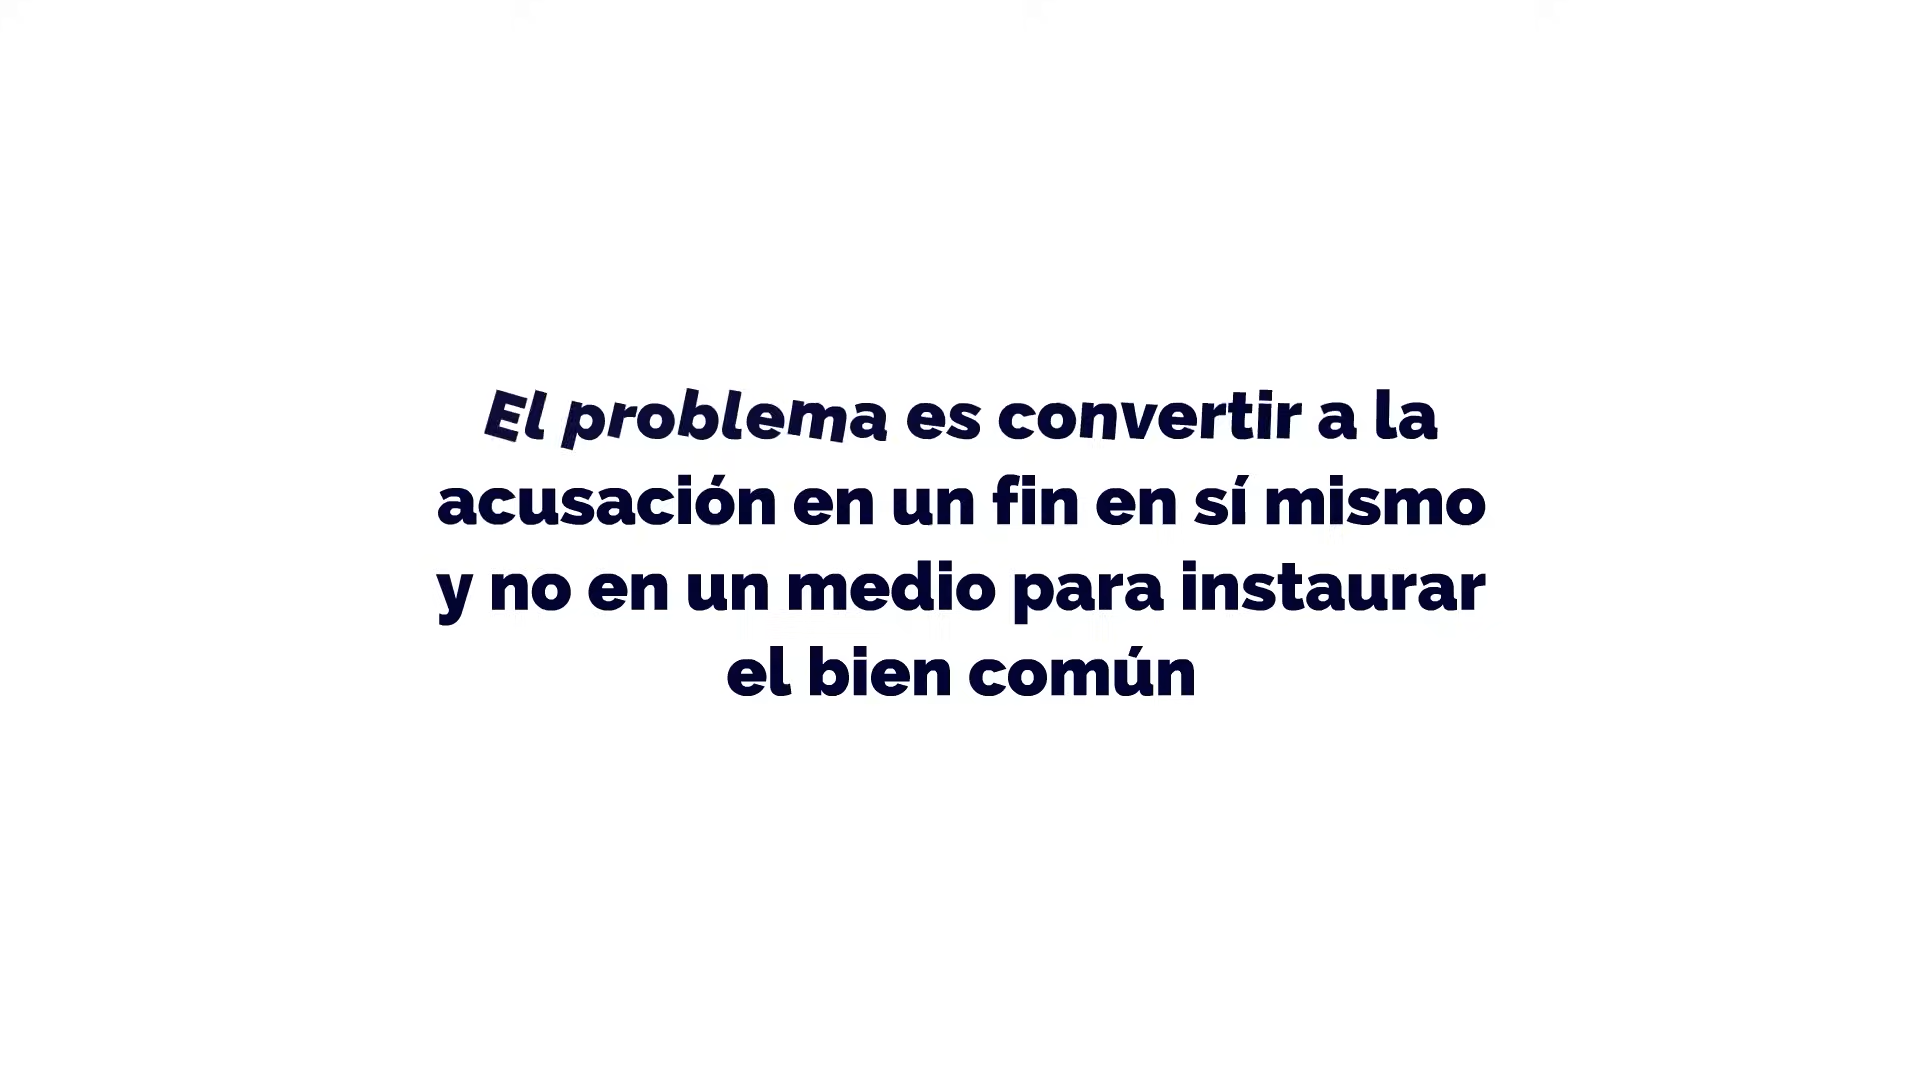 El problema es convertir a la
acusación en un fin en sí mismo
y no en un medio para instaurar
el bien común